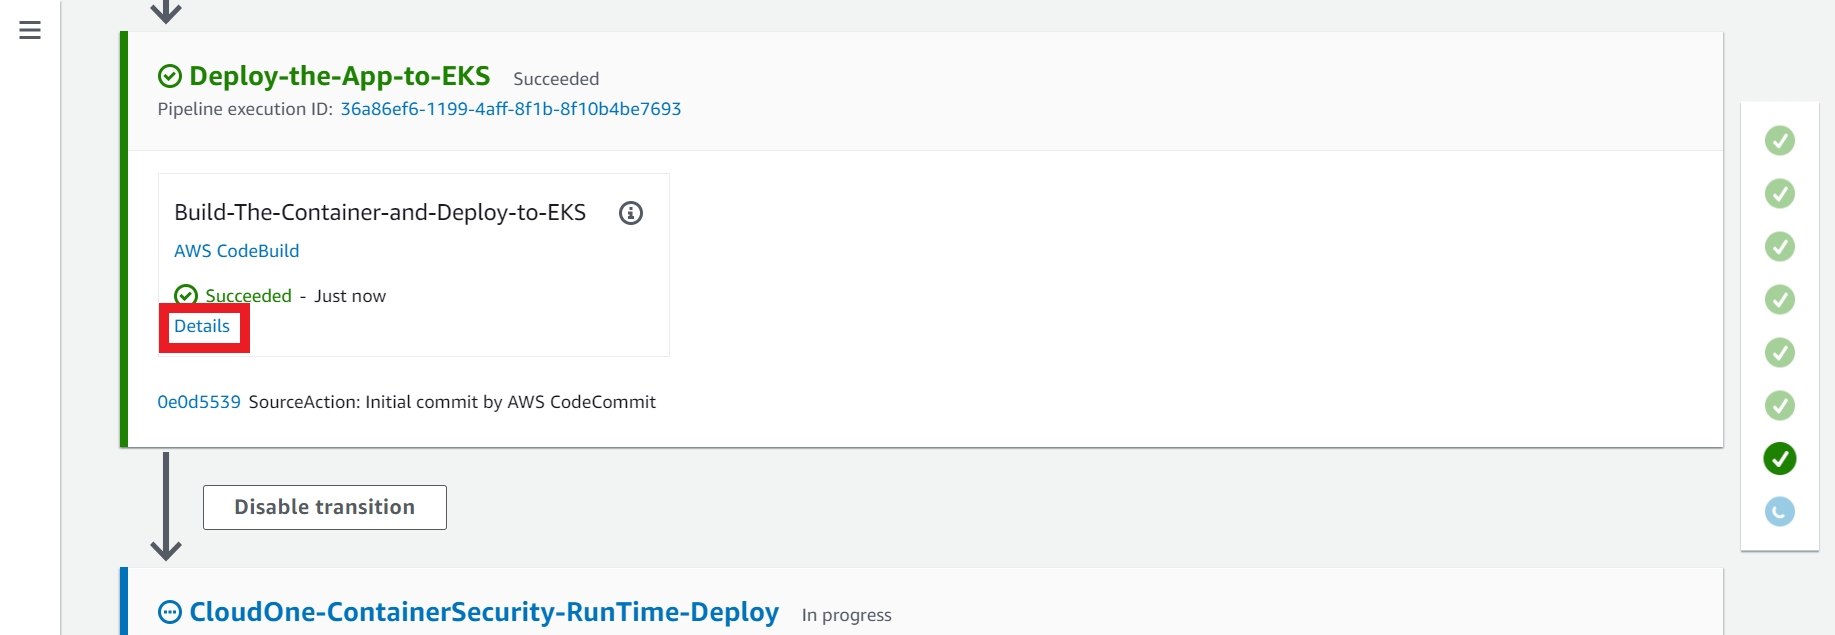 Deploy-the-App-to-EKS Succeeded
Pipeline execution ID: 36a86ef6-1199-4aff-8f1b-8f10b4be7693
Build-The-Container-and-Deploy-to-EKS
AWS CodeBuild
Succeeded - Just now
Details
0e0d5539 SourceAction: Initial commit by AWS CodeCommit
Disable transition
CloudOne-ContainerSecurity-RunTime-Deploy In progress